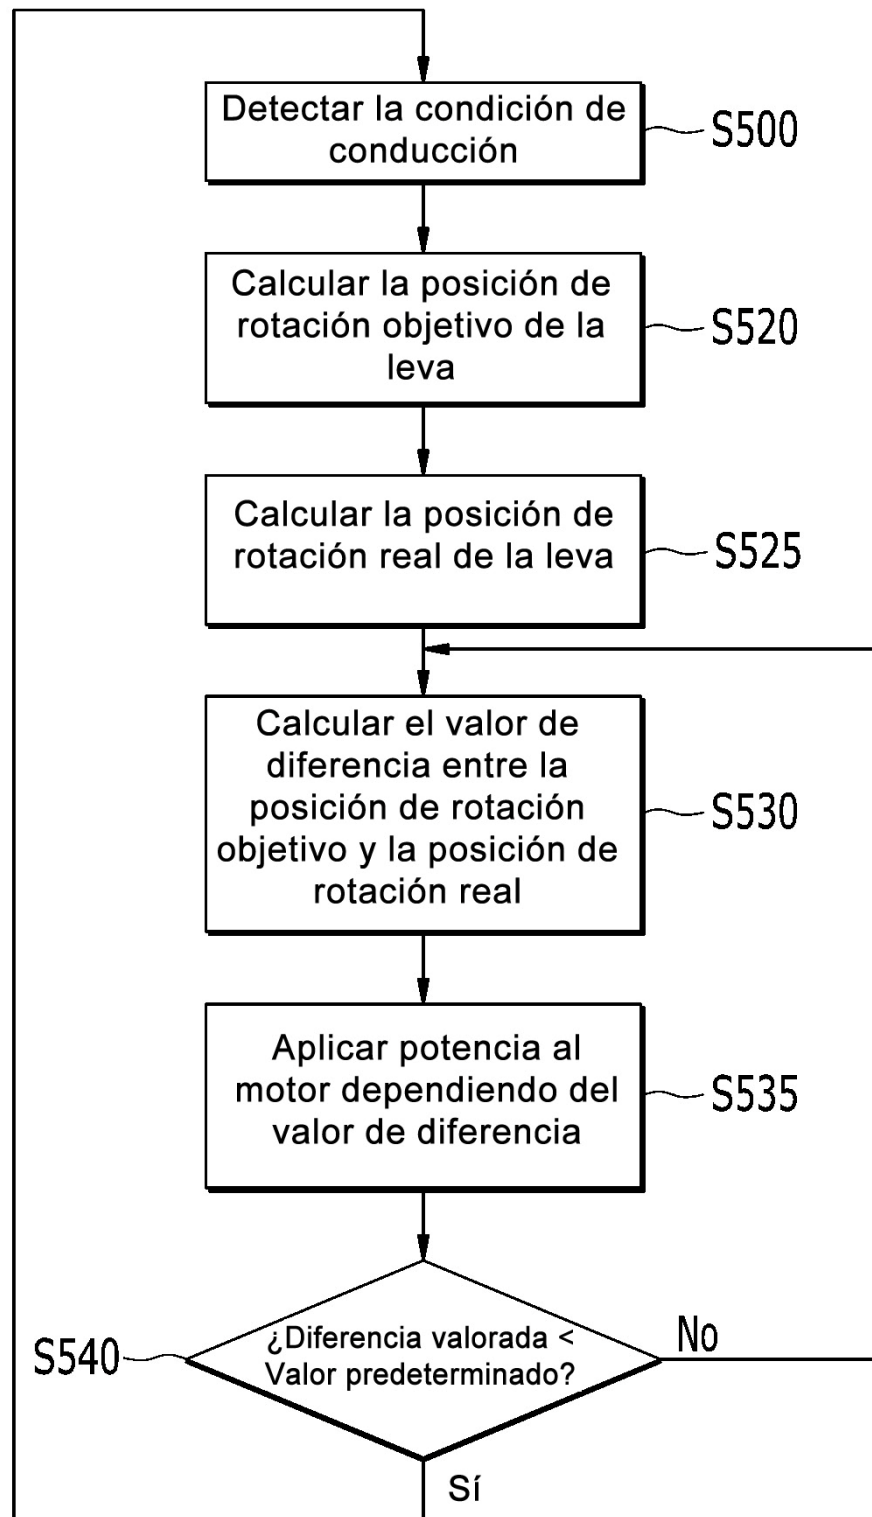 Detectar la condición de
conducción
S500
Calcular la posición de
rotación objetivo de la
leva
S520
Calcular la posición de
rotación real de la leva
S525
Calcular el valor de
diferencia entre la
posición de rotación
objetivo y la posición de
rotación real
S530
Aplicar potencia al
motor dependiendo del
valor de diferencia
S535
¿Diferencia valorada <
Valor predeterminado?
S540
No
Sí